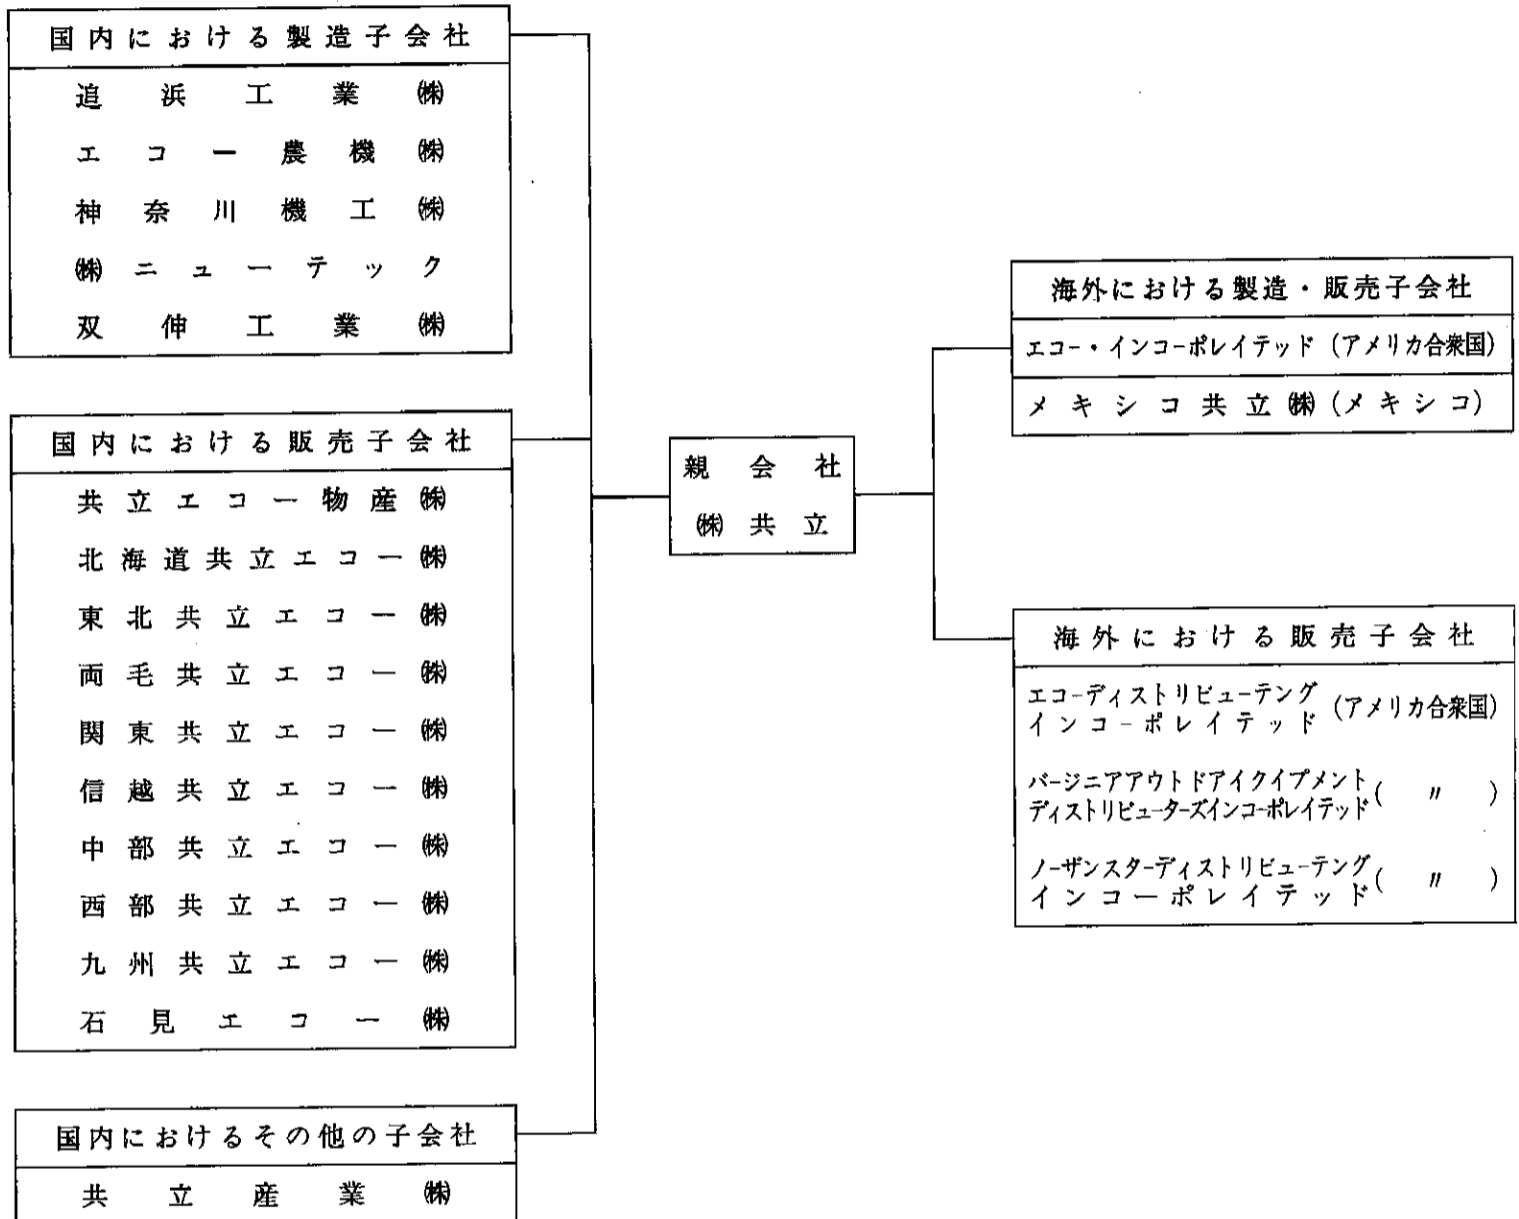 国内における製造子会社
追浜工業㈱
エコー農機㈱
神奈川機工㈱
㈱ニューテック
双伸工業㈱
国内における販売子会社
共立エコー物産㈱
北海道共立エコー㈱
東北共立エコー㈱
両毛共立エコー㈱
関東共立エコー㈱
信越共立エコー㈱
中部共立エコー㈱
西部共立エコー㈱
九州共立エコー㈱
石見エコー㈱
国内におけるその他の子会社
共立産業㈱
親会社
㈱共立
海外における製造・販売子会社
エコー・インコーポレイテッド(アメリカ合衆国)
メキシコ共立㈱(メキシコ)
海外における販売子会社
エコーディストリビューテング
インコーポレイテッド
(アメリカ合衆国)
バージニアアウトドアイクイプメント
ディストリビューターズインコーポレイテッド
(〃)
ノーザンスターディストリビューテング
インコーポレイテッド
(〃)